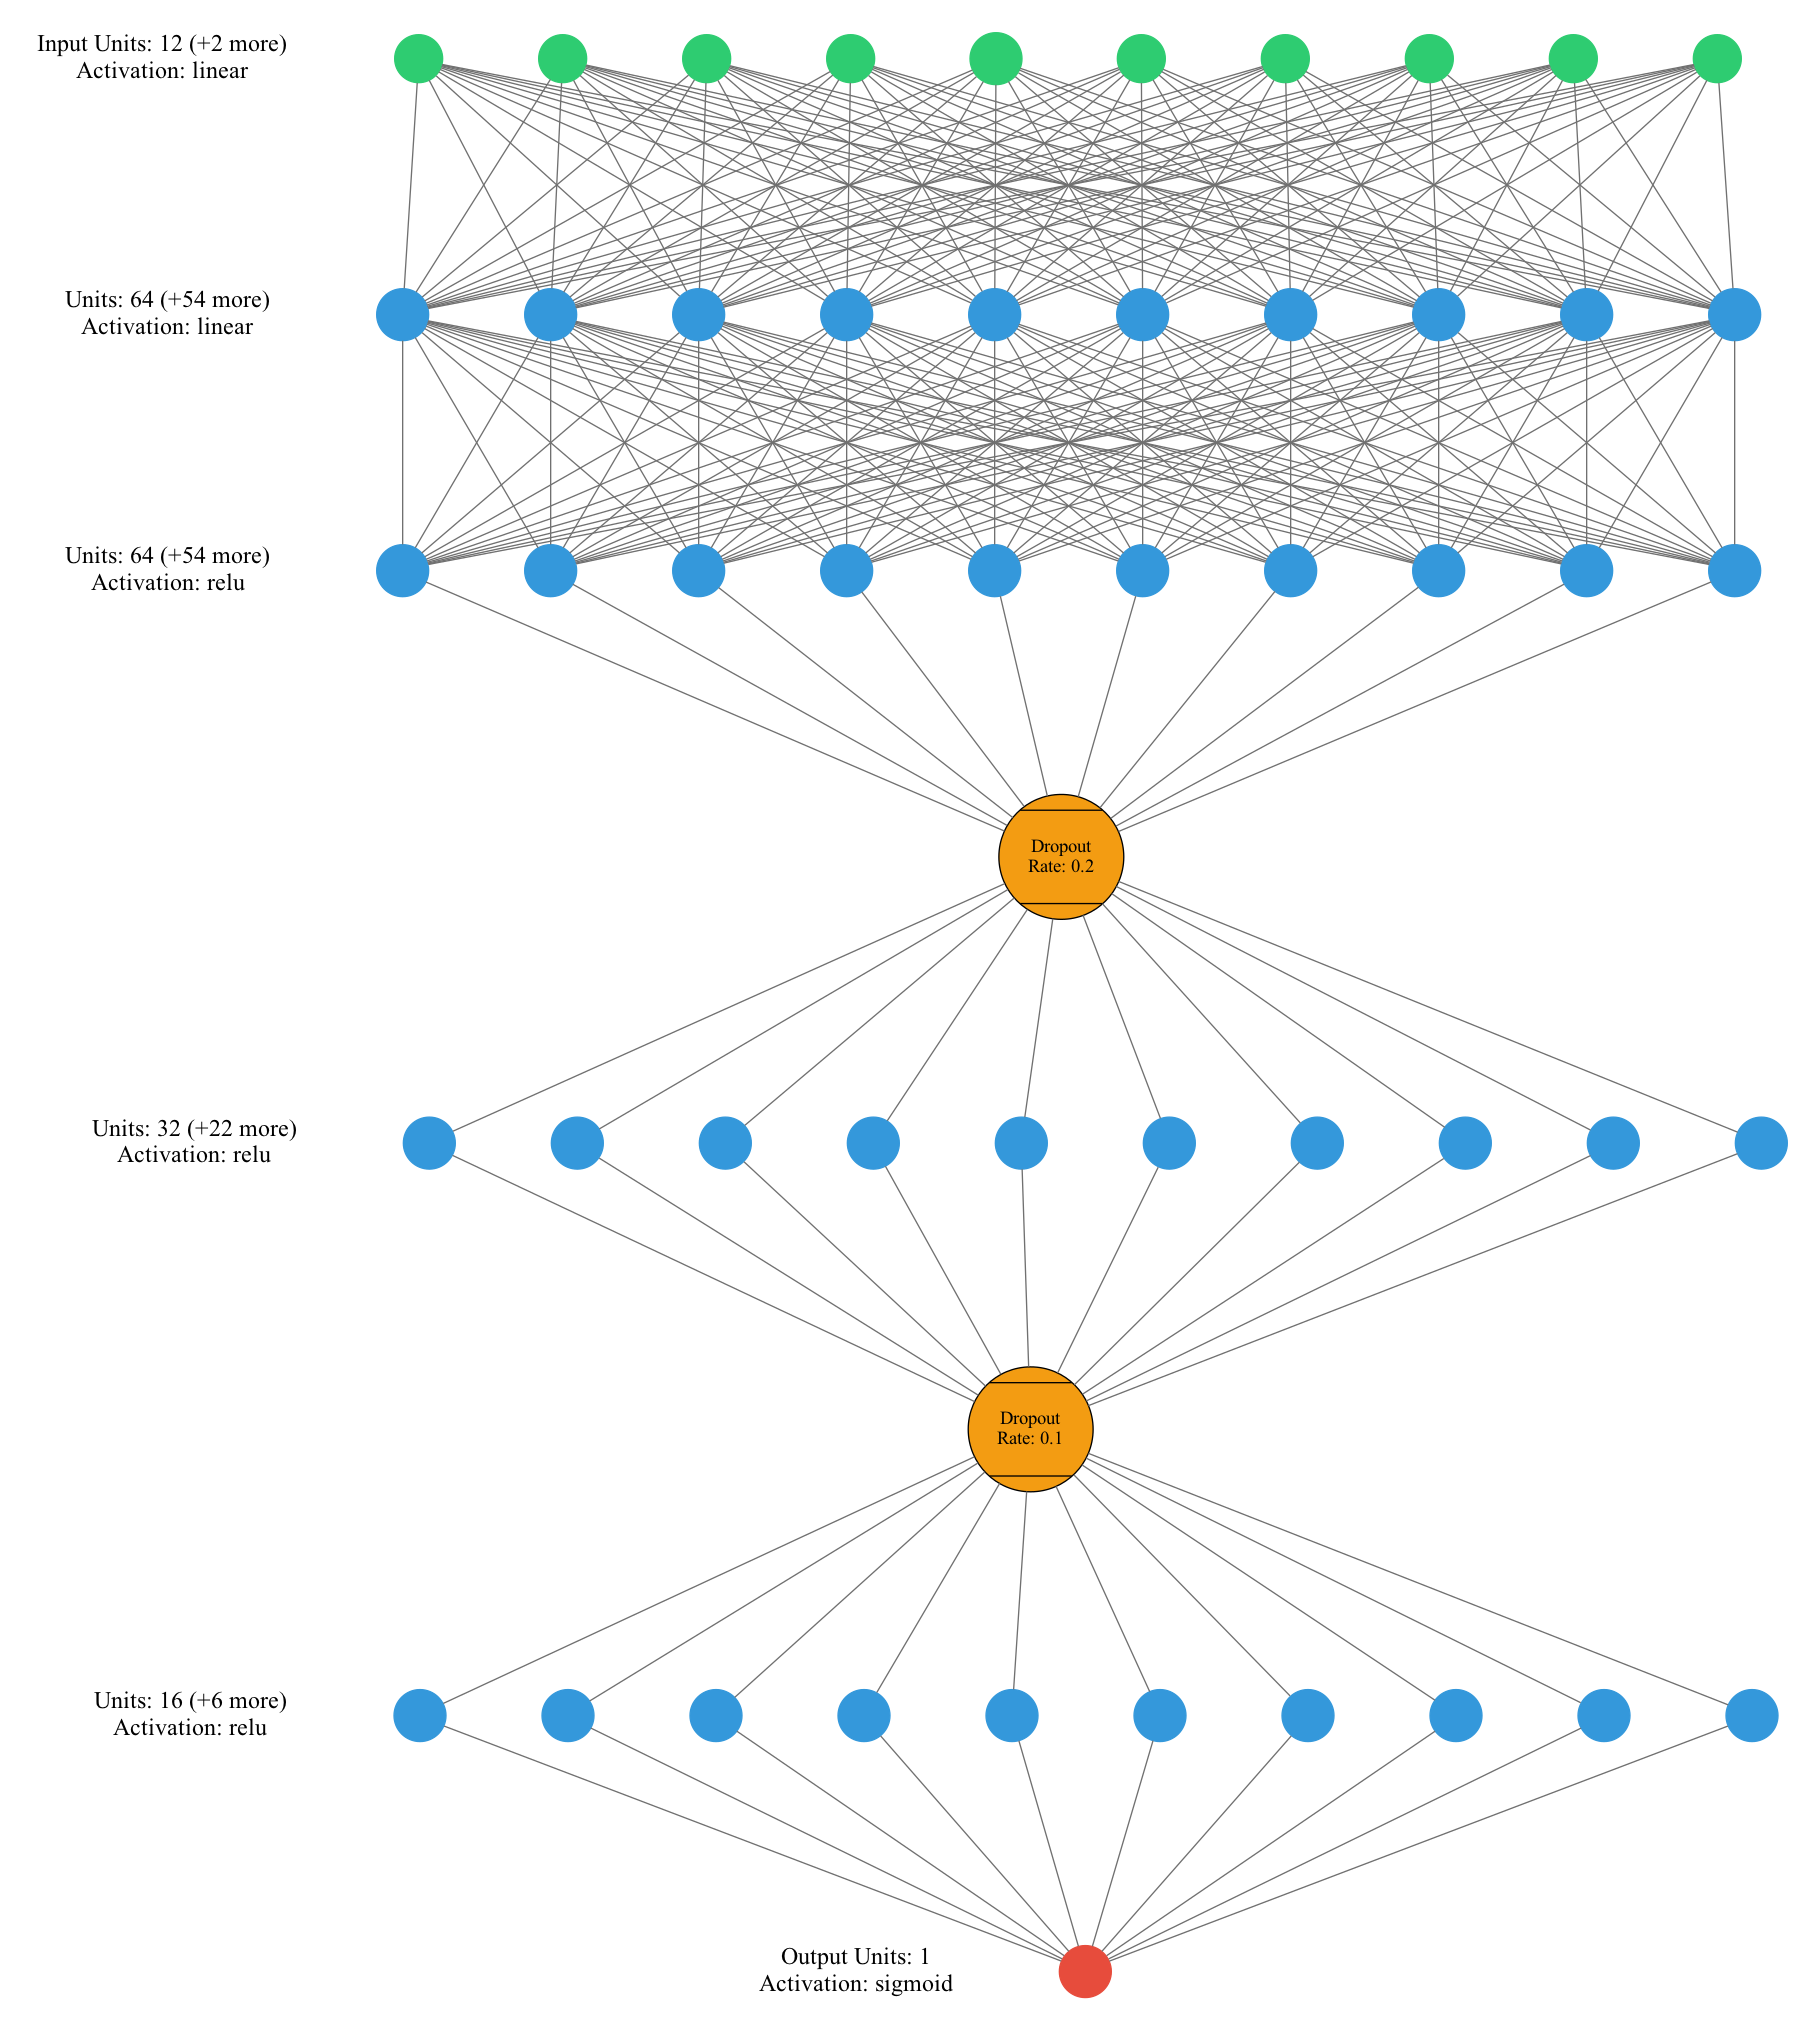 Input Units: 12 (+2 more)
Activation: linear
Units: 64 (+54 more)
Activation: linear
Units: 64 (+54 more)
Activation: relu
Dropout
Rate: 0.2
Units: 32 (+22 more)
Activation: relu
Dropout
Rate: 0.1
Units: 16 (+6 more)
Activation: relu
Output Units: 1
Activation: sigmoid